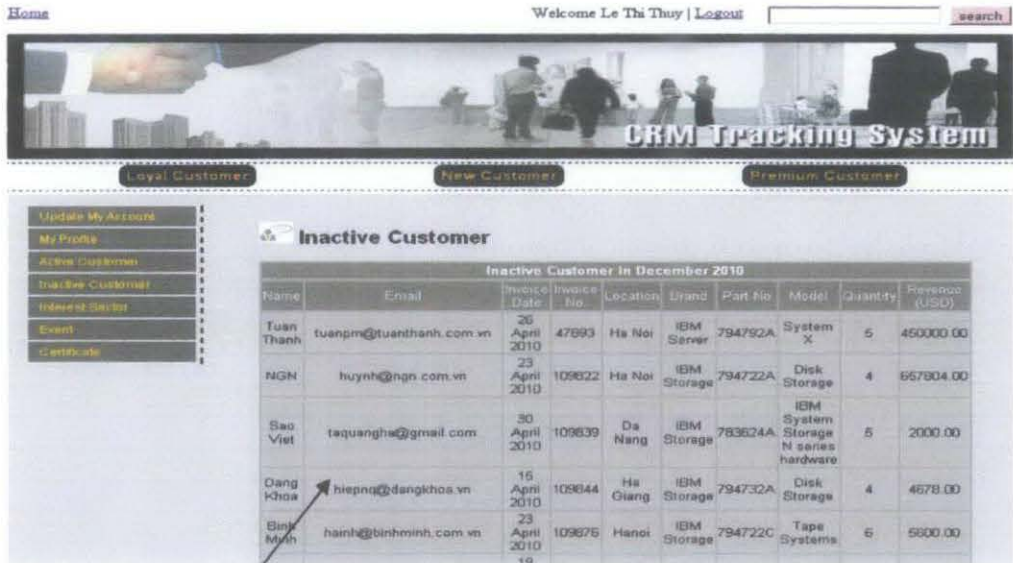 Home
Welcome Le Thi Thuy | Logout
search
CRM Tracking System
Loyal Customer
New Customer
Premium Customer
Update My Account
My Profile
Active Customer
Inactive Customer
Interest Sector
Event
Certificate
Inactive Customer
Inactive Customer in December 2010
Name Email Invoice Date Invoice No. Location Brand Part No Model Quantity Revenue (USD)
Tuan Thanh tuanpm@tuanthanh.com.vn 26 April 2010 47893 Ha Noi IBM Server 794792A System X 5 450000.00
NGN huynh@ngn.com.vn 23 April 2010 109822 Ha Noi IBM Storage 794722A Disk Storage 4 657804.00
Sao Viet taquangha@gmail.com 30 April 2010 109839 Da Nang IBM Storage 783624A IBM System Storage N series hardware 5 2000.00
Dang Khoa hiepnq@dangkhoa.vn 15 April 2010 109844 Ha Giang IBM Storage 794732A Disk Storage 4 4678.00
Binh Minh hainh@binhminh.com.vn 23 April 2010 109876 Hanoi IBM Storage 794722C Tape Systems 6 5600.00
19